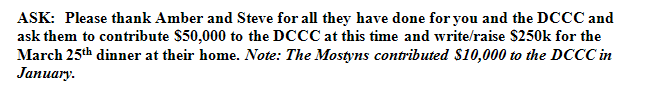 ASK:  Please thank Amber and Steve for all they have done for you and the DCCC and
ask them to contribute $50,000 to the DCCC at this time and write/raise $250k for the
March 25th dinner at their home. Note: The Mostyns contributed $10,000 to the DCCC in
January.